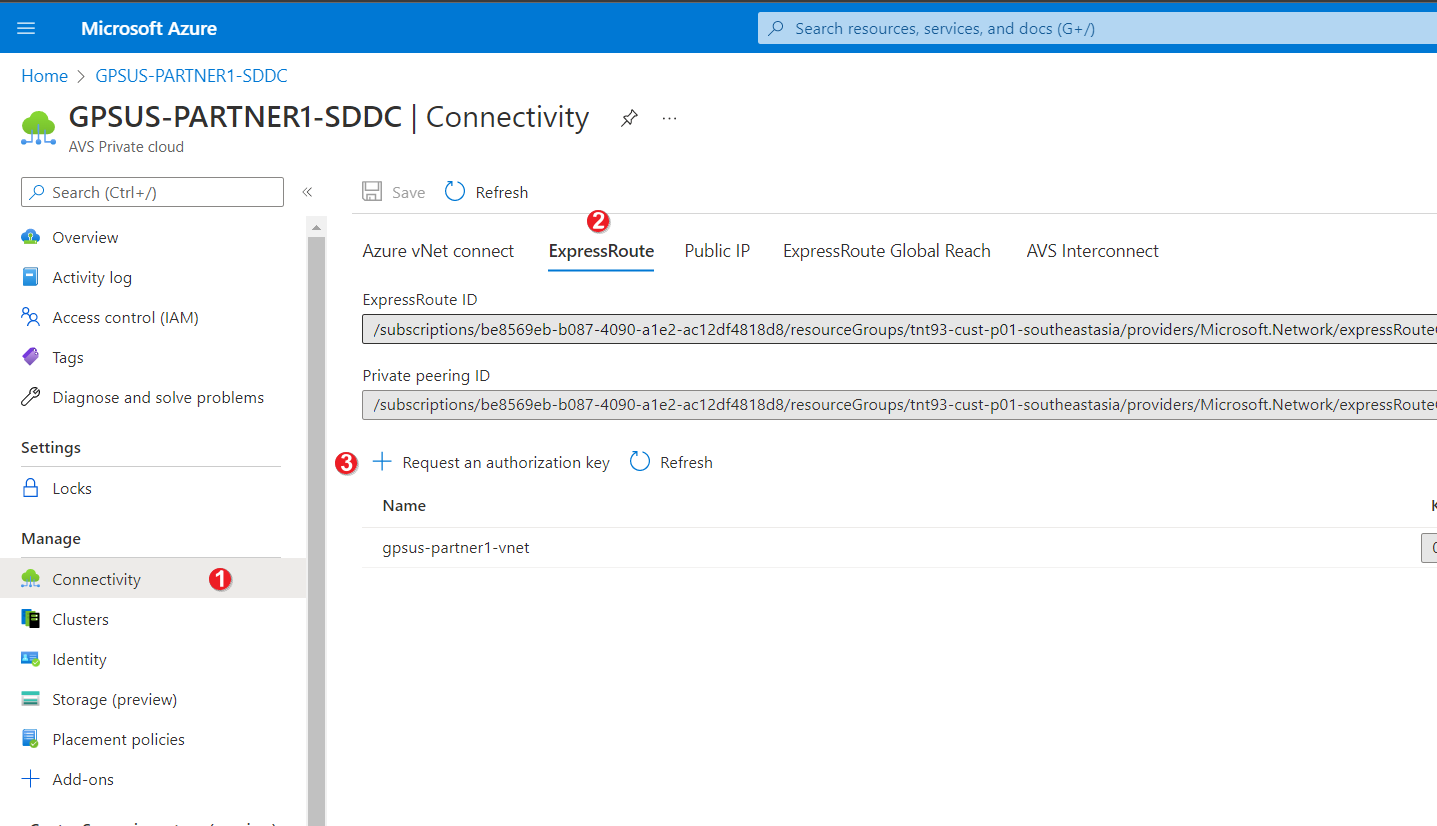 Microsoft Azure
Search resources, services, and docs (G+/)
Home > GPSUS-PARTNER1-SDDC
GPSUS-PARTNER1-SDDC | Connectivity ...
AVS Private cloud
Search (Ctrl+/) «
Save Refresh
2
Azure vNet connect ExpressRoute Public IP ExpressRoute Global Reach AVS Interconnect
ExpressRoute ID
/subscriptions/be8569eb-b087-4090-a1e2-ac12df4818d8/resourceGroups/tnt93-cust-p01-southeastasia/providers/Microsoft.Network/expressRoute
Private peering ID
/subscriptions/be8569eb-b087-4090-a1e2-ac12df4818d8/resourceGroups/tnt93-cust-p01-southeastasia/providers/Microsoft.Network/expressRoute
3 + Request an authorization key Refresh
Name
gpsus-partner1-vnet
Overview
Activity log
Access control (IAM)
Tags
Diagnose and solve problems
Settings
Locks
Manage
Connectivity 1
Clusters
Identity
Storage (preview)
Placement policies
+ Add-ons